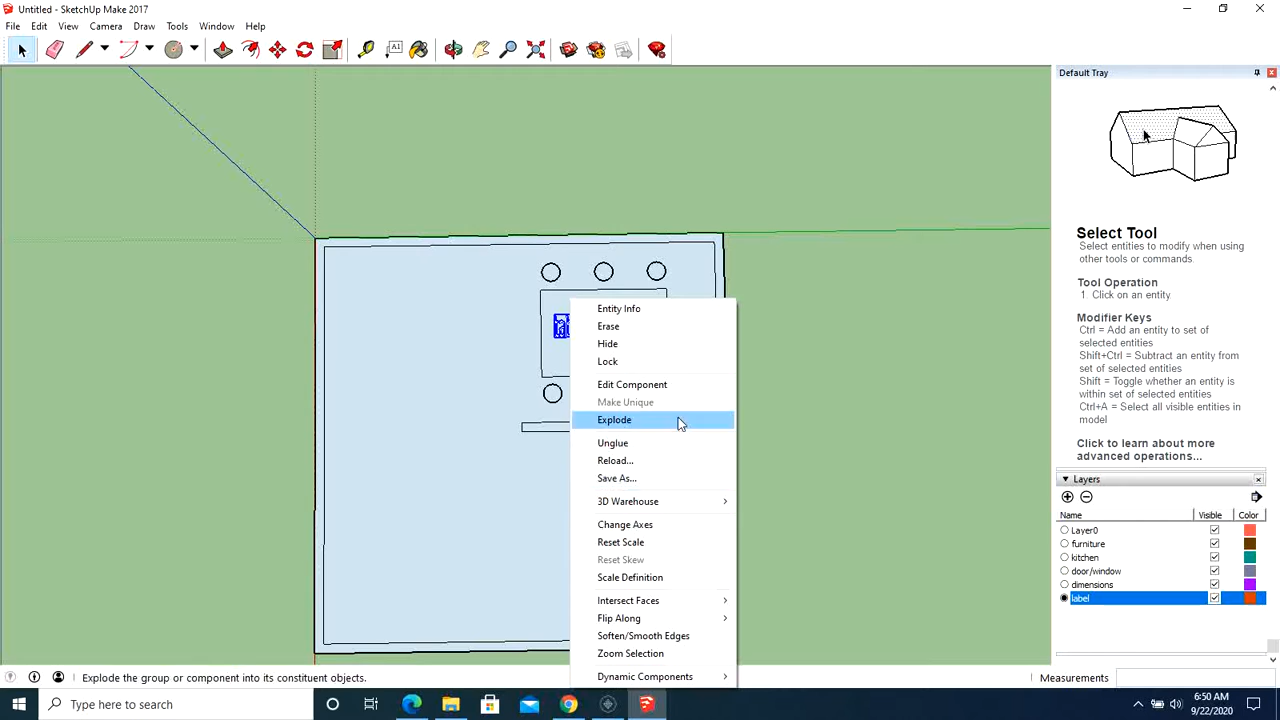 Untitled - SketchUp Make 2017
File Edit View Camera Draw Tools Window Help
A1
Default Tray
Select Tool
Select entities to modify when using
other tools or commands.
Tool Operation
1. Click on an entity
Modifier Keys
Ctrl = Add an entity to set of
selected entities
Shift+Ctrl = Subtract an entity from
set of selected entities
Shift = Toggle whether an entity is
within set of selected entities
Ctrl+A = Select all visible entities in
model
Click to learn about more
advanced operations...
Entity Info
Erase
Hide
Lock
Edit Component
Make Unique
Explode
Unglue
Reload...
Save As...
3D Warehouse
Change Axes
Reset Scale
Reset Skew
Scale Definition
Intersect Faces
Flip Along
Soften/Smooth Edges
Zoom Selection
Dynamic Components
Layers
Name Visible Color
Layer0
furniture
kitchen
door/window
dimensions
label
Explode the group or component into its constituent objects.
Measurements
Type here to search
6:50 AM
9/22/2020